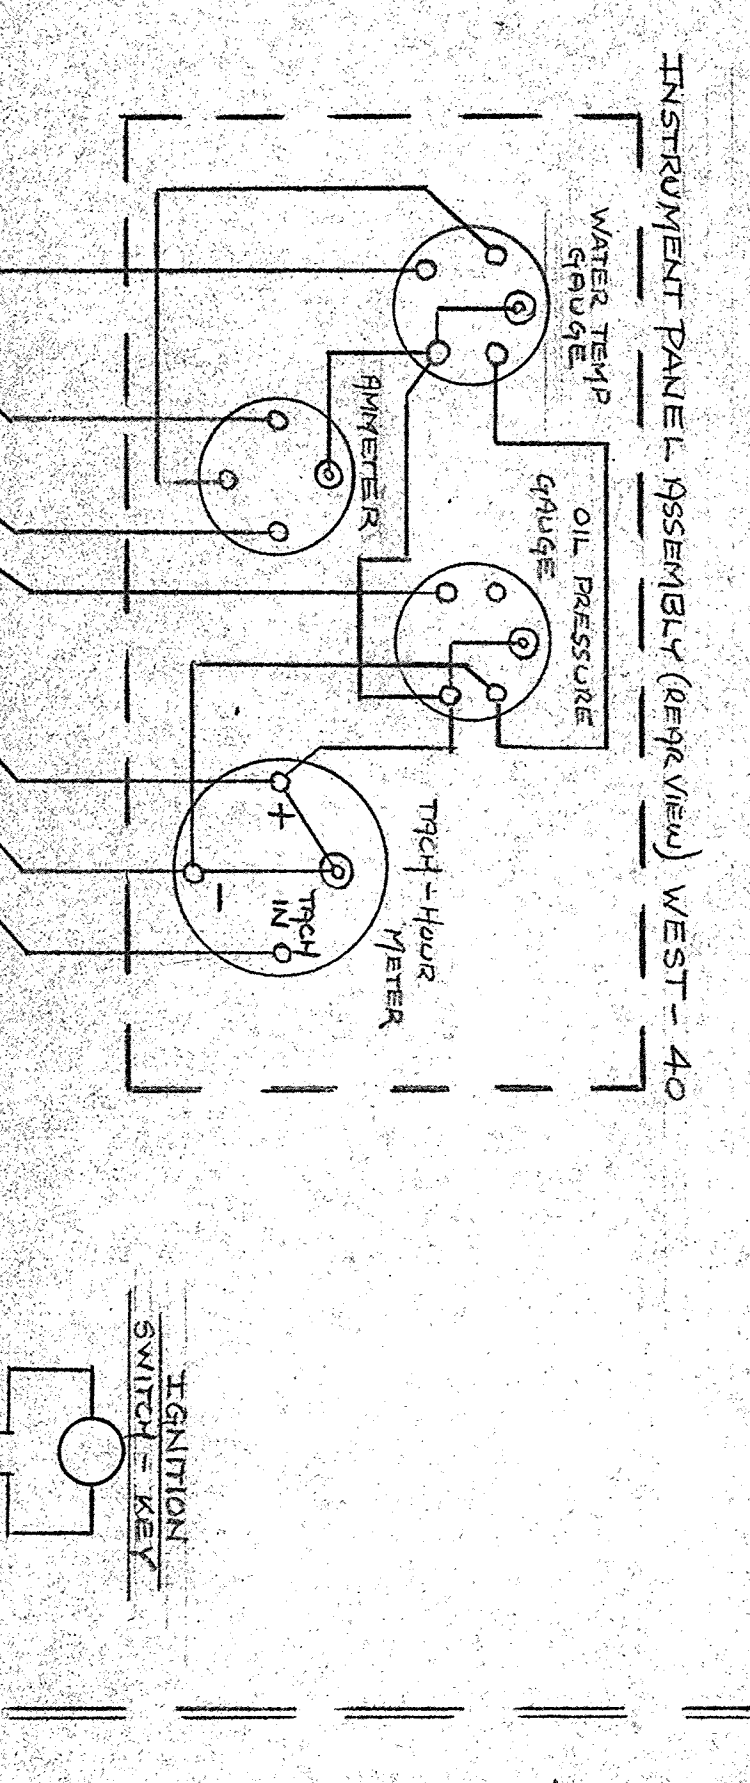 INSTRUMENT PANEL ASSEMBLY (REAR VIEW) WEST-40
WATER TEMP
GAUGE
OIL PRESSURE
GAUGE
AMMETER
TACH-HOUR
METER
+
-
TACH
IN
IGNITION
SWITCH = KEY